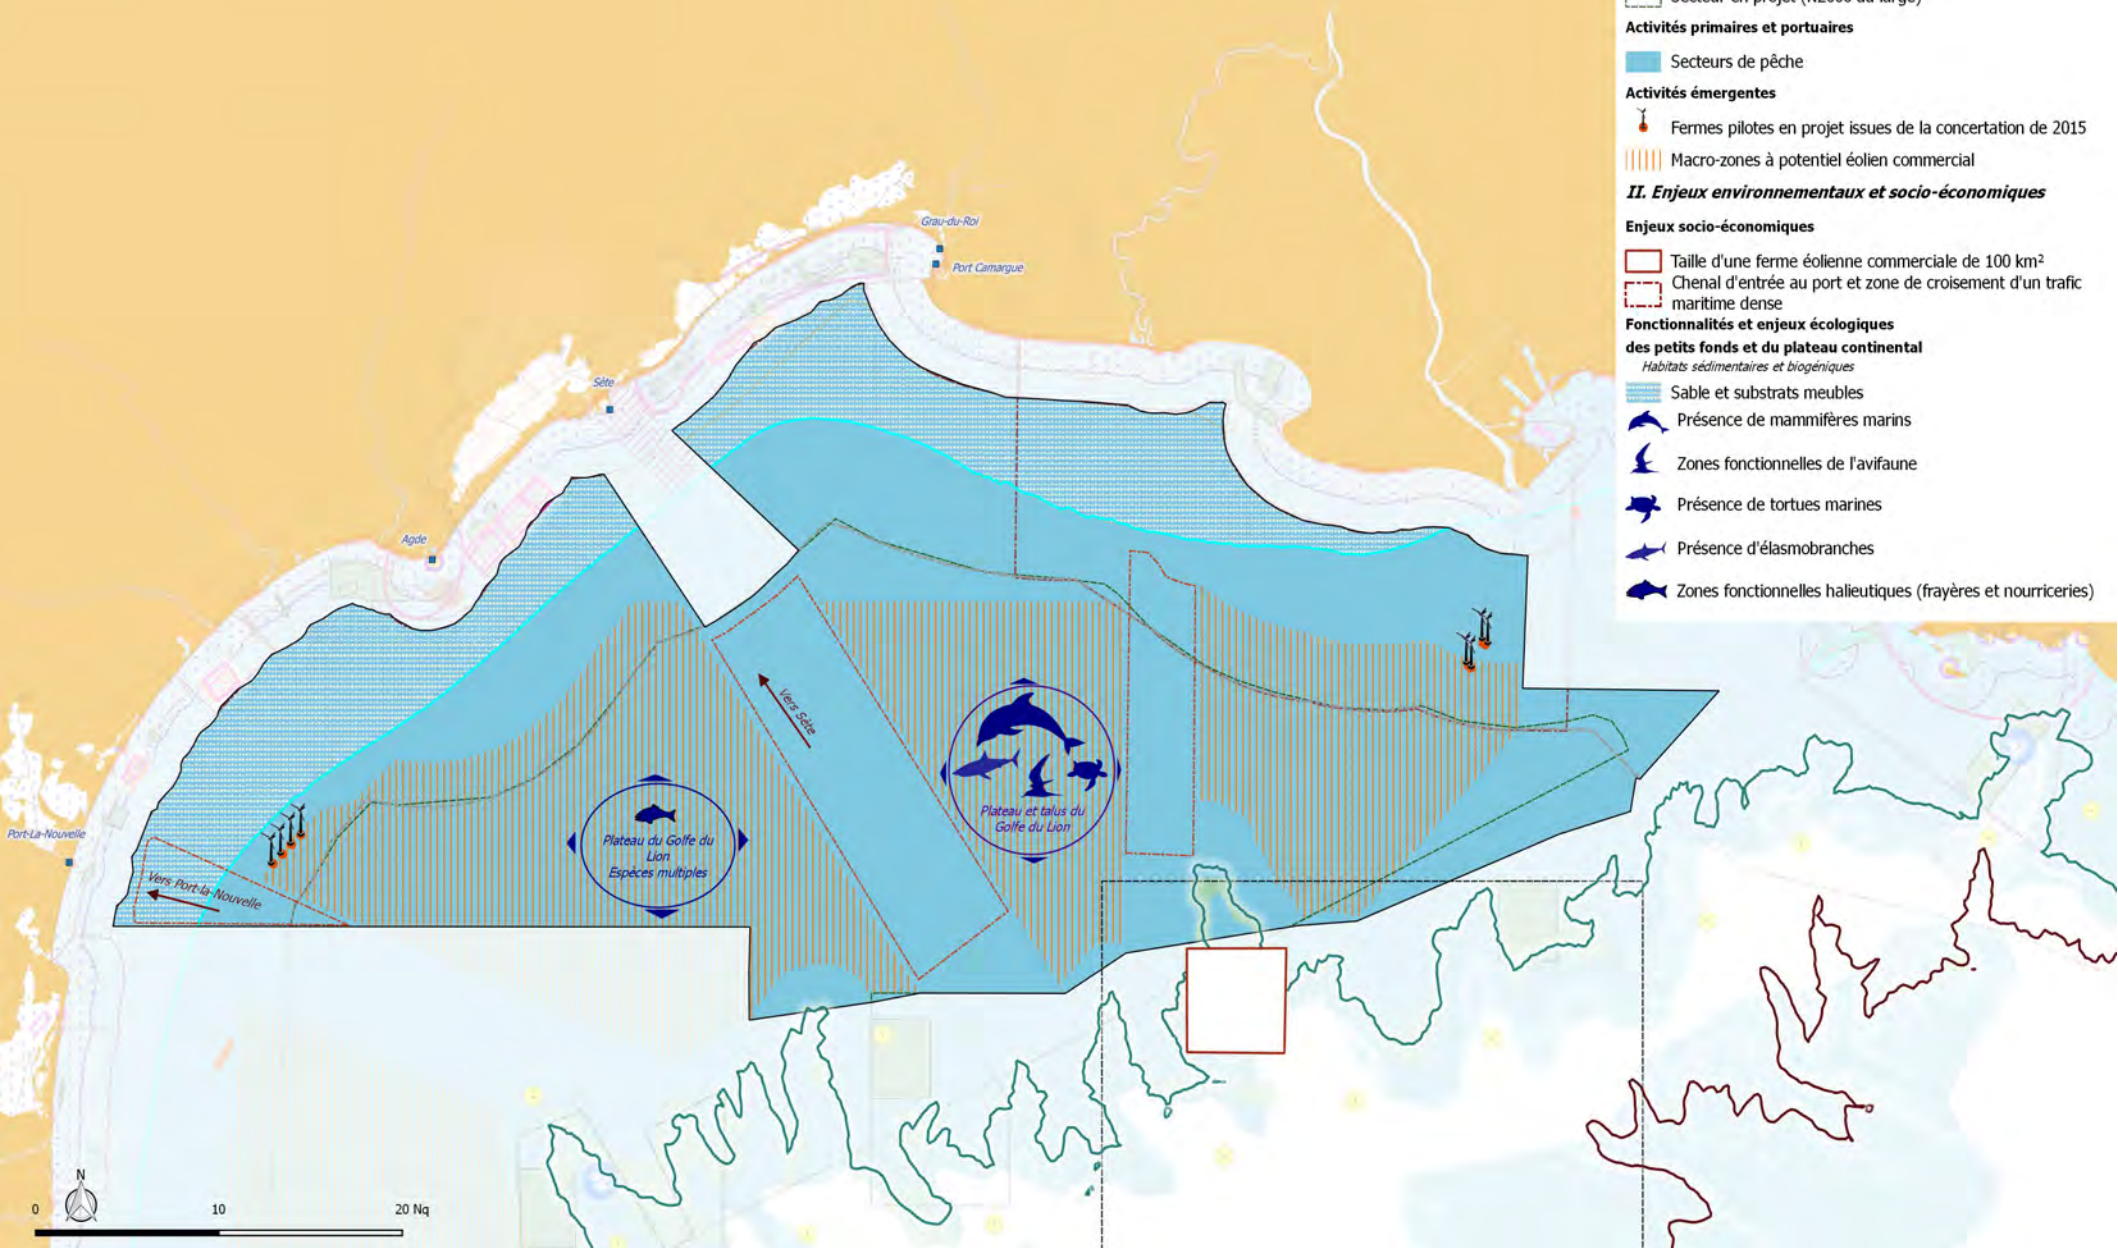 Secteur en projet (N2000 au large)
Activités primaires et portuaires
Secteurs de pêche
Activités émergentes
Fermes pilotes en projet issues de la concertation de 2015
Macro-zones à potentiel éolien commercial
II. Enjeux environnementaux et socio-économiques
Enjeux socio-économiques
Taille d'une ferme éolienne commerciale de 100 km²
Chenal d'entrée au port et zone de croisement d'un trafic
maritime dense
Fonctionnalités et enjeux écologiques
des petits fonds et du plateau continental
Habitats sédimentaires et biogéniques
Sable et substrats meubles
Présence de mammifères marins
Zones fonctionnelles de l'avifaune
Présence de tortues marines
Présence d'élasmobranches
Zones fonctionnelles halieutiques (frayères et nourriceries)
Grau-du-Roi
Port Camargue
Sète
Agde
Port-La-Nouvelle
Vers Sète
Vers Port-la-Nouvelle
Plateau du Golfe du
Lion
Espèces multiples
Plateau et talus du
Golfe du Lion
N
0 10 20 Nq